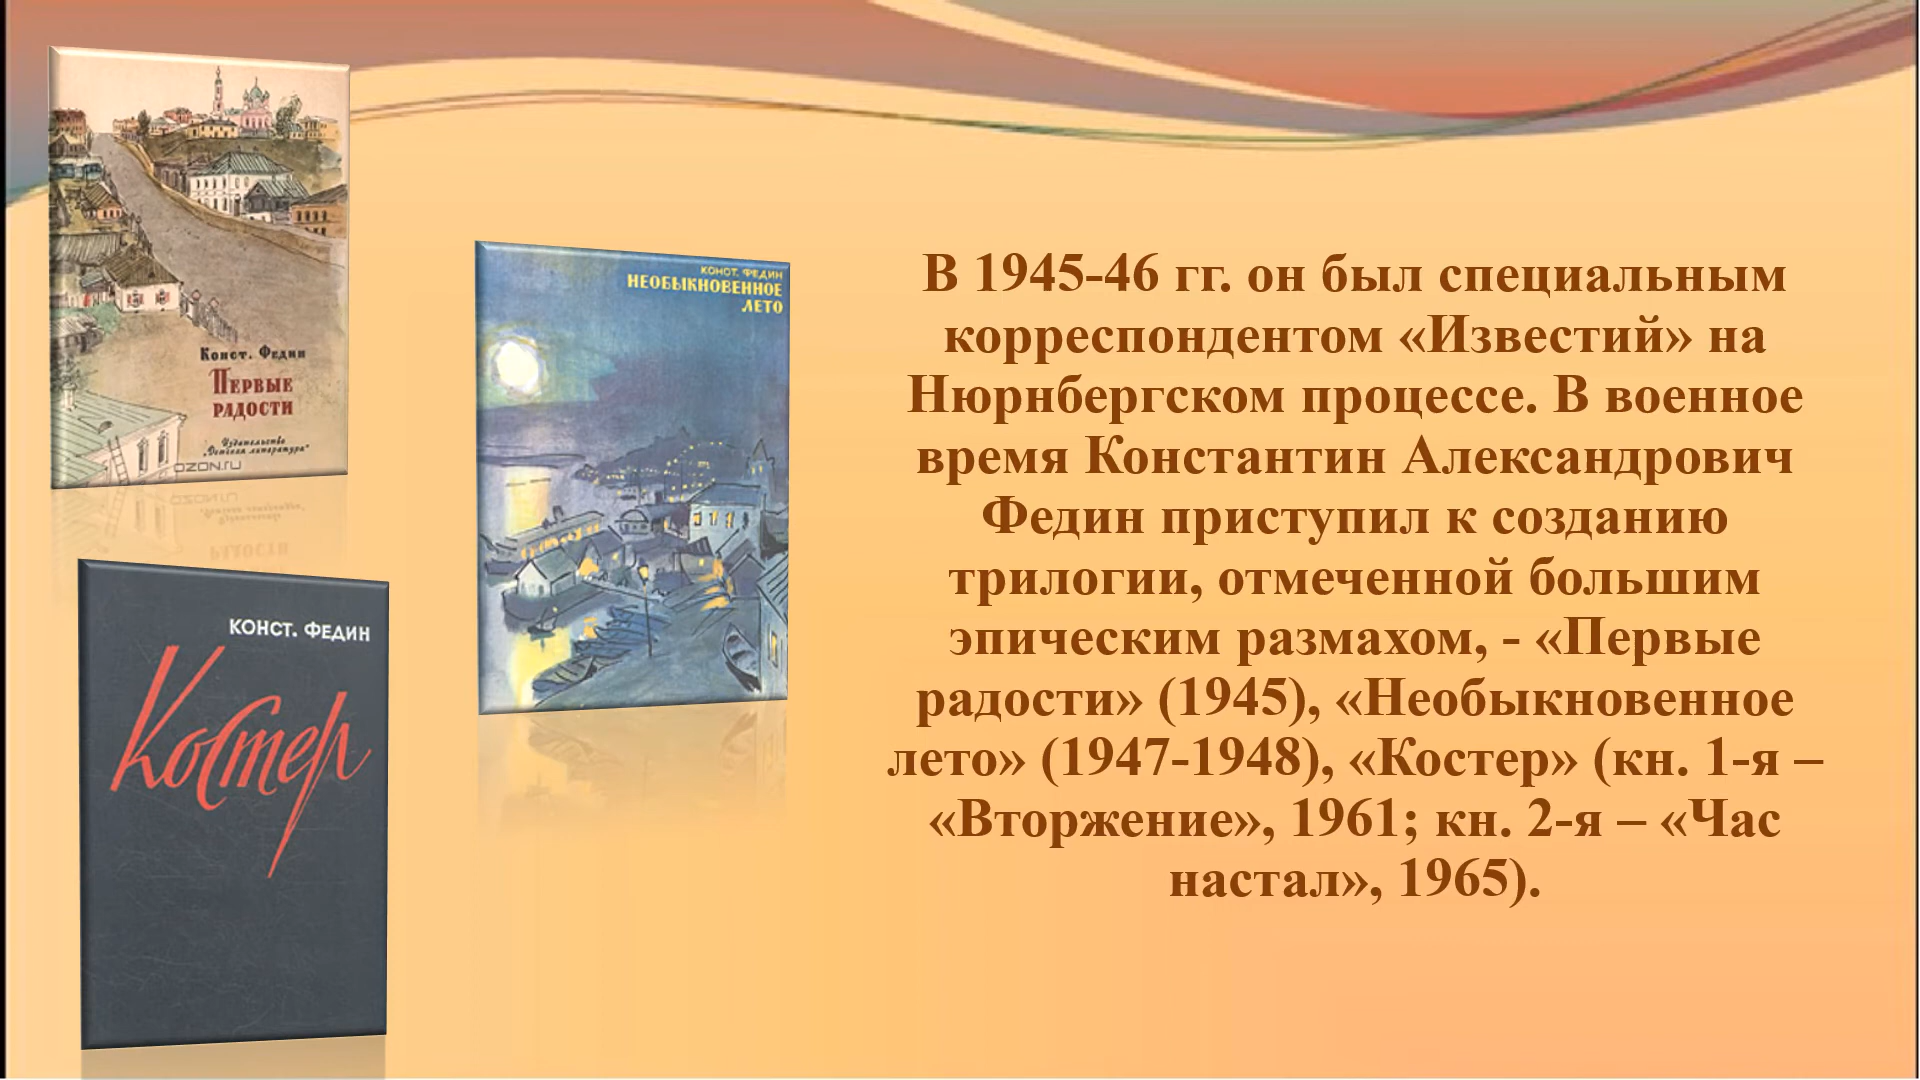 Конст. Федин
Первые
радости
Издательство
„Детская литература"
ozon.ru
КОНСТ. ФЕДИН
НЕОБЫКНОВЕННОЕ
ЛЕТО
КОНСТ. ФЕДИН
Костер
В 1945-46 гг. он был специальным
корреспондентом «Известий» на
Нюрнбергском процессе. В военное
время Константин Александрович
Федин приступил к созданию
трилогии, отмеченной большим
эпическим размахом, - «Первые
радости» (1945), «Необыкновенное
лето» (1947-1948), «Костер» (кн. 1-я –
«Вторжение», 1961; кн. 2-я – «Час
настал», 1965).